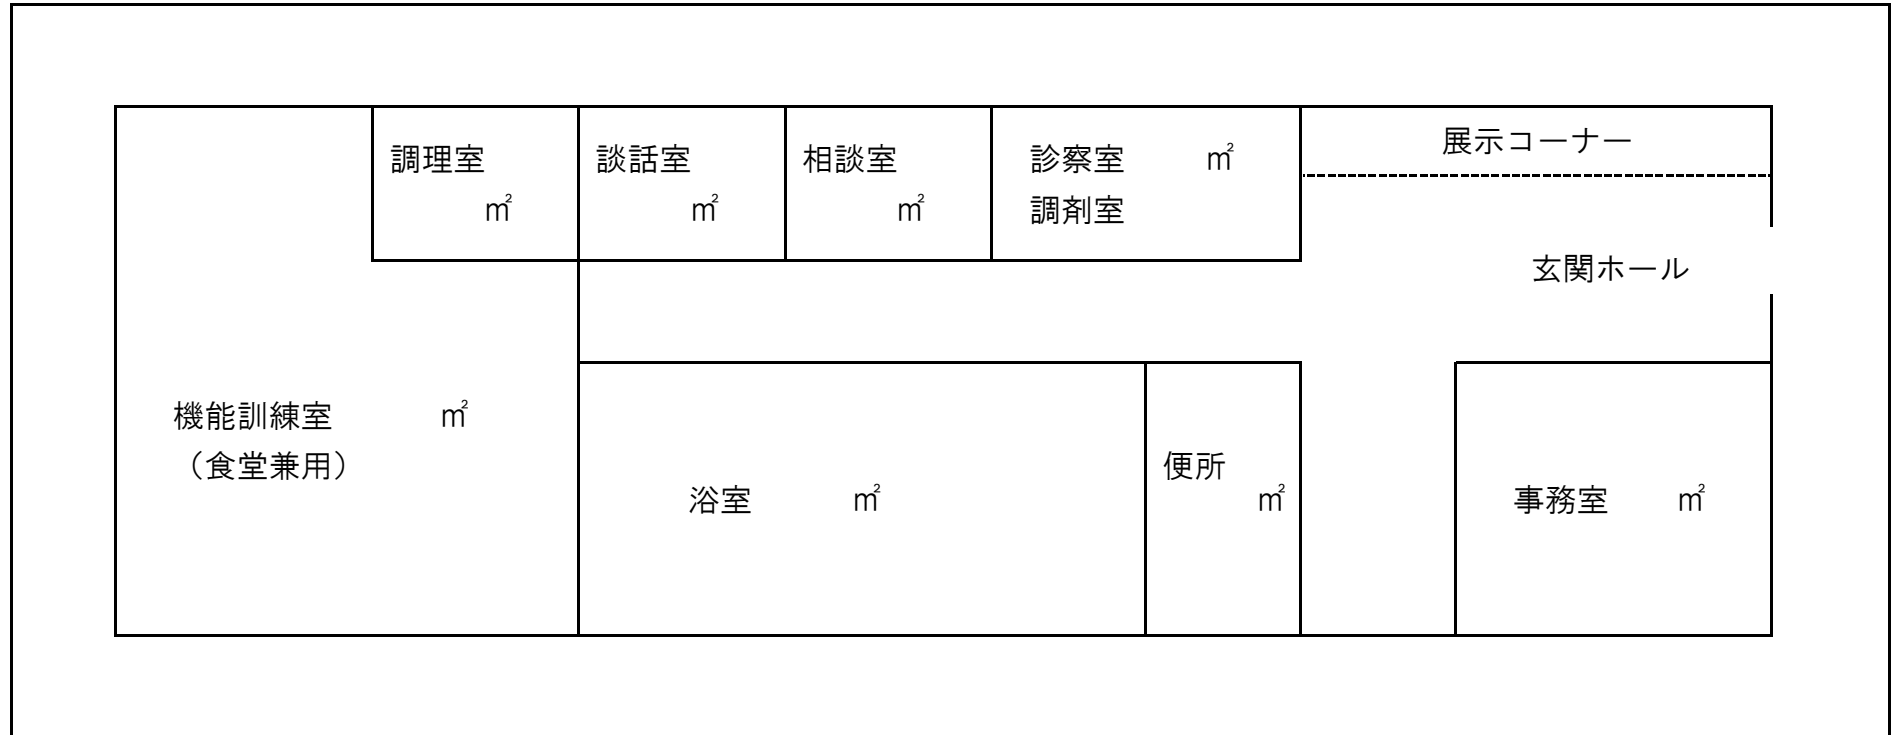 展示コーナー
調理室
㎡
談話室
㎡
相談室
㎡
診察室 ㎡
調剤室
玄関ホール
機能訓練室 ㎡
（食堂兼用）
浴室 ㎡
便所
㎡
事務室 ㎡